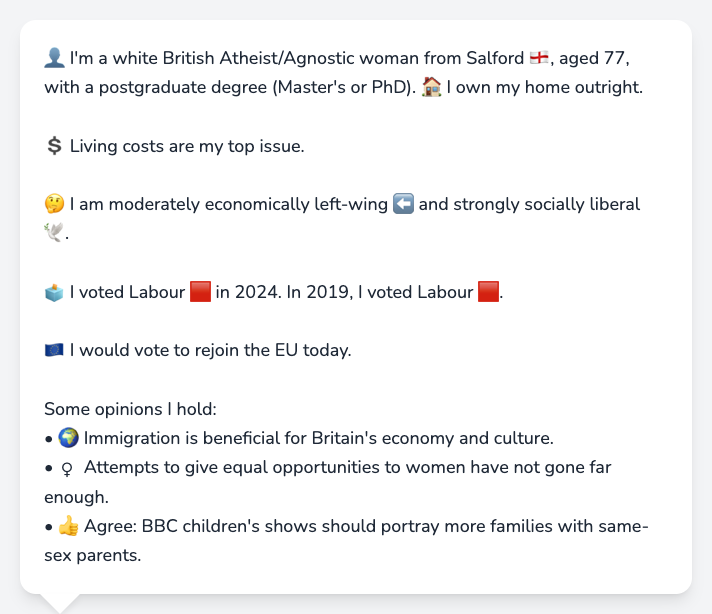 👤 I'm a white British Atheist/Agnostic woman from Salford 🏴󠁧󠁢󠁥󠁮󠁧󠁿, aged 77,
with a postgraduate degree (Master's or PhD). 🏠 I own my home outright.
💲 Living costs are my top issue.
🤔 I am moderately economically left-wing ⬅️ and strongly socially liberal
🕊️.
🗳️ I voted Labour 🟥 in 2024. In 2019, I voted Labour 🟥.
🇪🇺 I would vote to rejoin the EU today.
Some opinions I hold:
• 🌍 Immigration is beneficial for Britain's economy and culture.
• ♀ Attempts to give equal opportunities to women have not gone far
enough.
• 👍 Agree: BBC children's shows should portray more families with same-
sex parents.